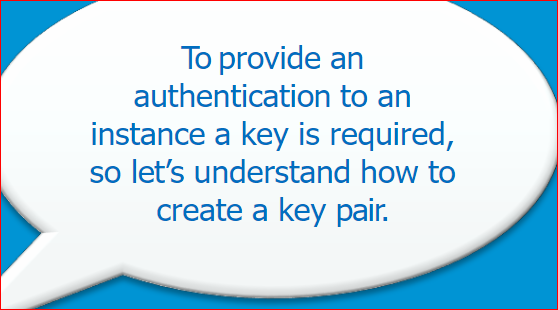 To provide an
authentication to an
instance a key is required,
so let’s understand how to
create a key pair.